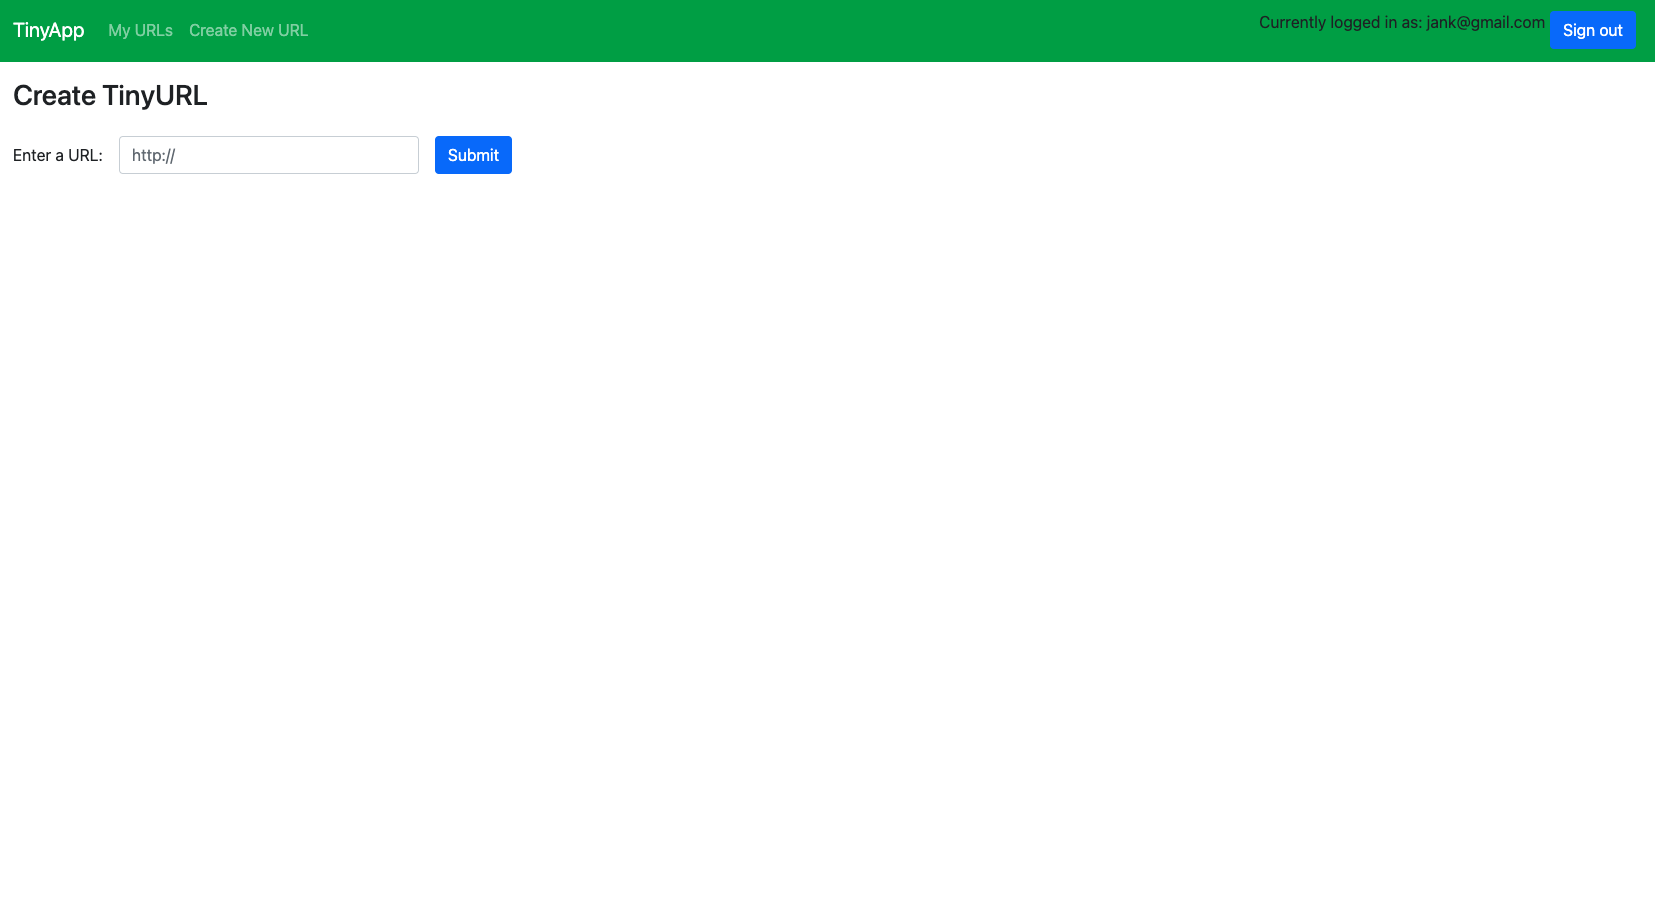 TinyApp My URLs Create New URL Currently logged in as: jank@gmail.com Sign out
Create TinyURL
Enter a URL: http:// Submit